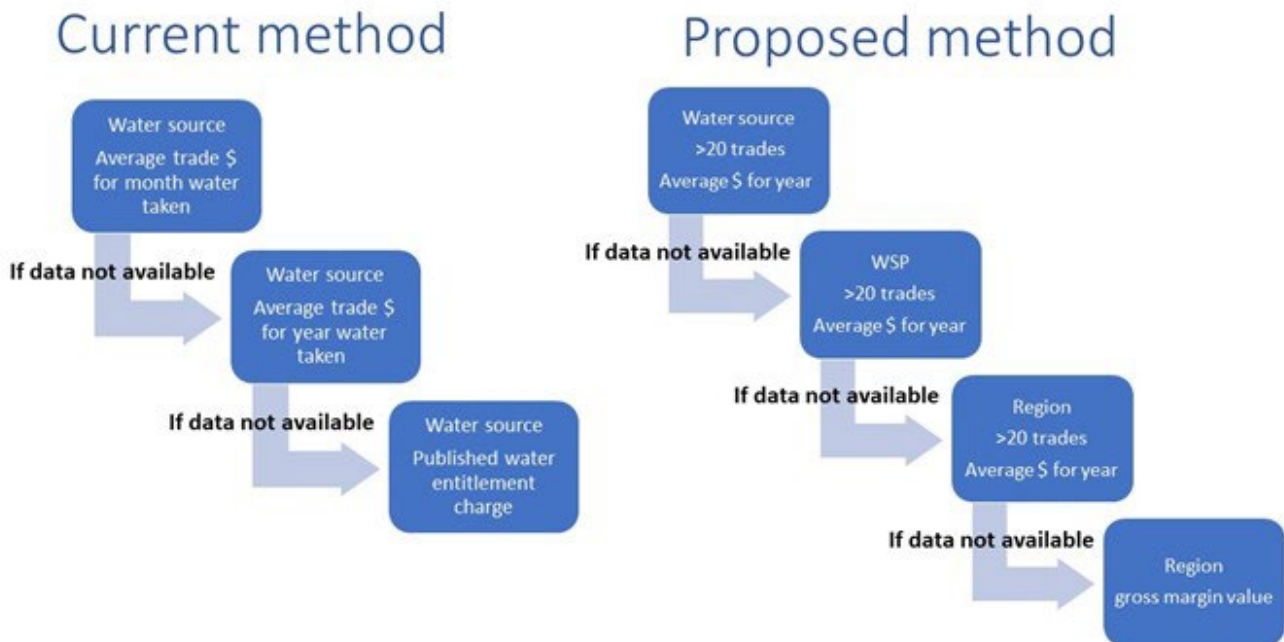 Current method
Water source
Average trade $
for month water
taken
If data not available
Water source
Average trade $
for year water
taken
If data not available
Water source
Published water
entitlement
charge
Proposed method
Water source
>20 trades
Average $ for year
If data not available
WSP
>20 trades
Average $ for year
If data not available
Region
>20 trades
Average $ for year
If data not available
Region
gross margin value